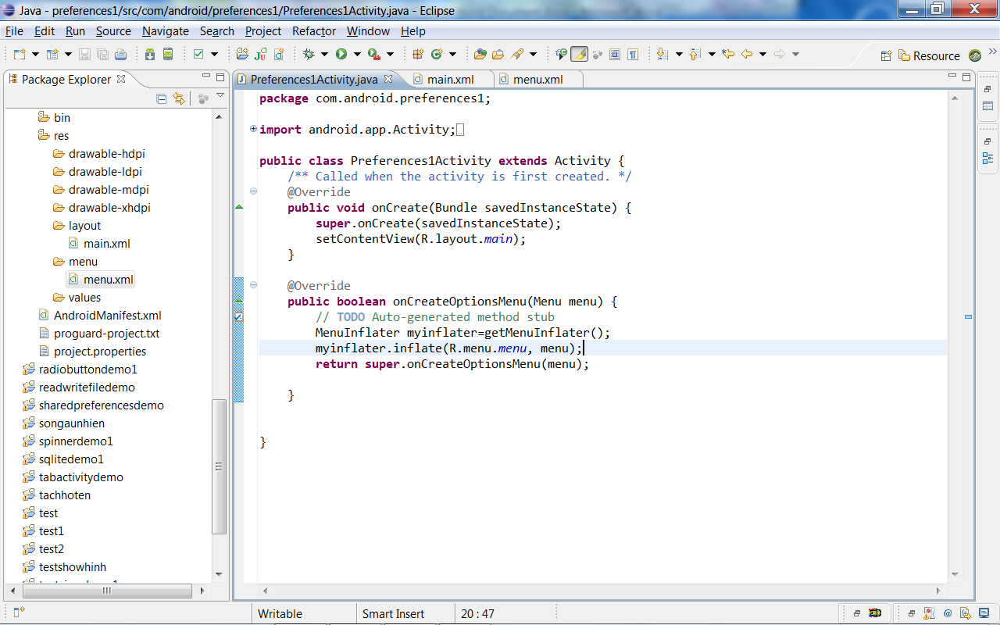 Java - preferences1/src/com/android/preferences1/Preferences1Activity.java - Eclipse
File Edit Run Source Navigate Search Project Refactor Window Help
Resource
Package Explorer
Preferences1Activity.java main.xml menu.xml
bin
res
drawable-hdpi
drawable-ldpi
drawable-mdpi
drawable-xhdpi
layout
main.xml
menu
menu.xml
values
AndroidManifest.xml
proguard-project.txt
project.properties
radiobuttondemo1
readwritefiledemo
sharedpreferencesdemo
songaunhien
spinnerdemo1
sqlitedemo1
tabactivitydemo
tachhoten
test
test1
test2
testshowhinh
package com.android.preferences1;
import android.app.Activity;
public class Preferences1Activity extends Activity {
/** Called when the activity is first created. */
@Override
public void onCreate(Bundle savedInstanceState) {
super.onCreate(savedInstanceState);
setContentView(R.layout.main);
}
@Override
public boolean onCreateOptionsMenu(Menu menu) {
// TODO Auto-generated method stub
MenuInflater myinflater=getMenuInflater();
myinflater.inflate(R.menu.menu, menu);
return super.onCreateOptionsMenu(menu);
}
}
Writable Smart Insert 20 : 47